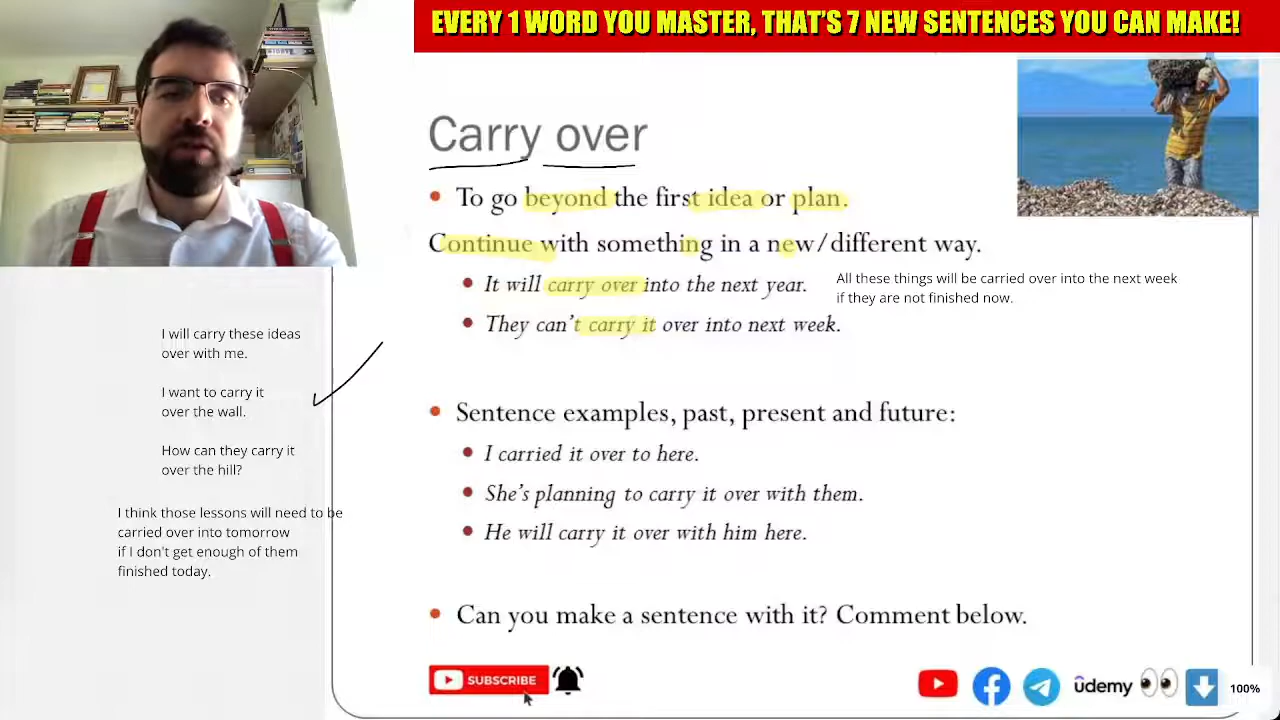 EVERY 1 WORD YOU MASTER, THAT'S 7 NEW SENTENCES YOU CAN MAKE!
Carry over
To go beyond the first idea or plan.
Continue with something in a new/different way.
It will carry over into the next year.
They can't carry it over into next week.
All these things will be carried over into the next week
if they are not finished now.
I will carry these ideas
over with me.
I want to carry it
over the wall.
How can they carry it
over the hill?
I think those lessons will need to be
carried over into tomorrow
if I don't get enough of them
finished today.
Sentence examples, past, present and future:
I carried it over to here.
She's planning to carry it over with them.
He will carry it over with him here.
Can you make a sentence with it? Comment below.
SUBSCRIBE
ûdemy
100%